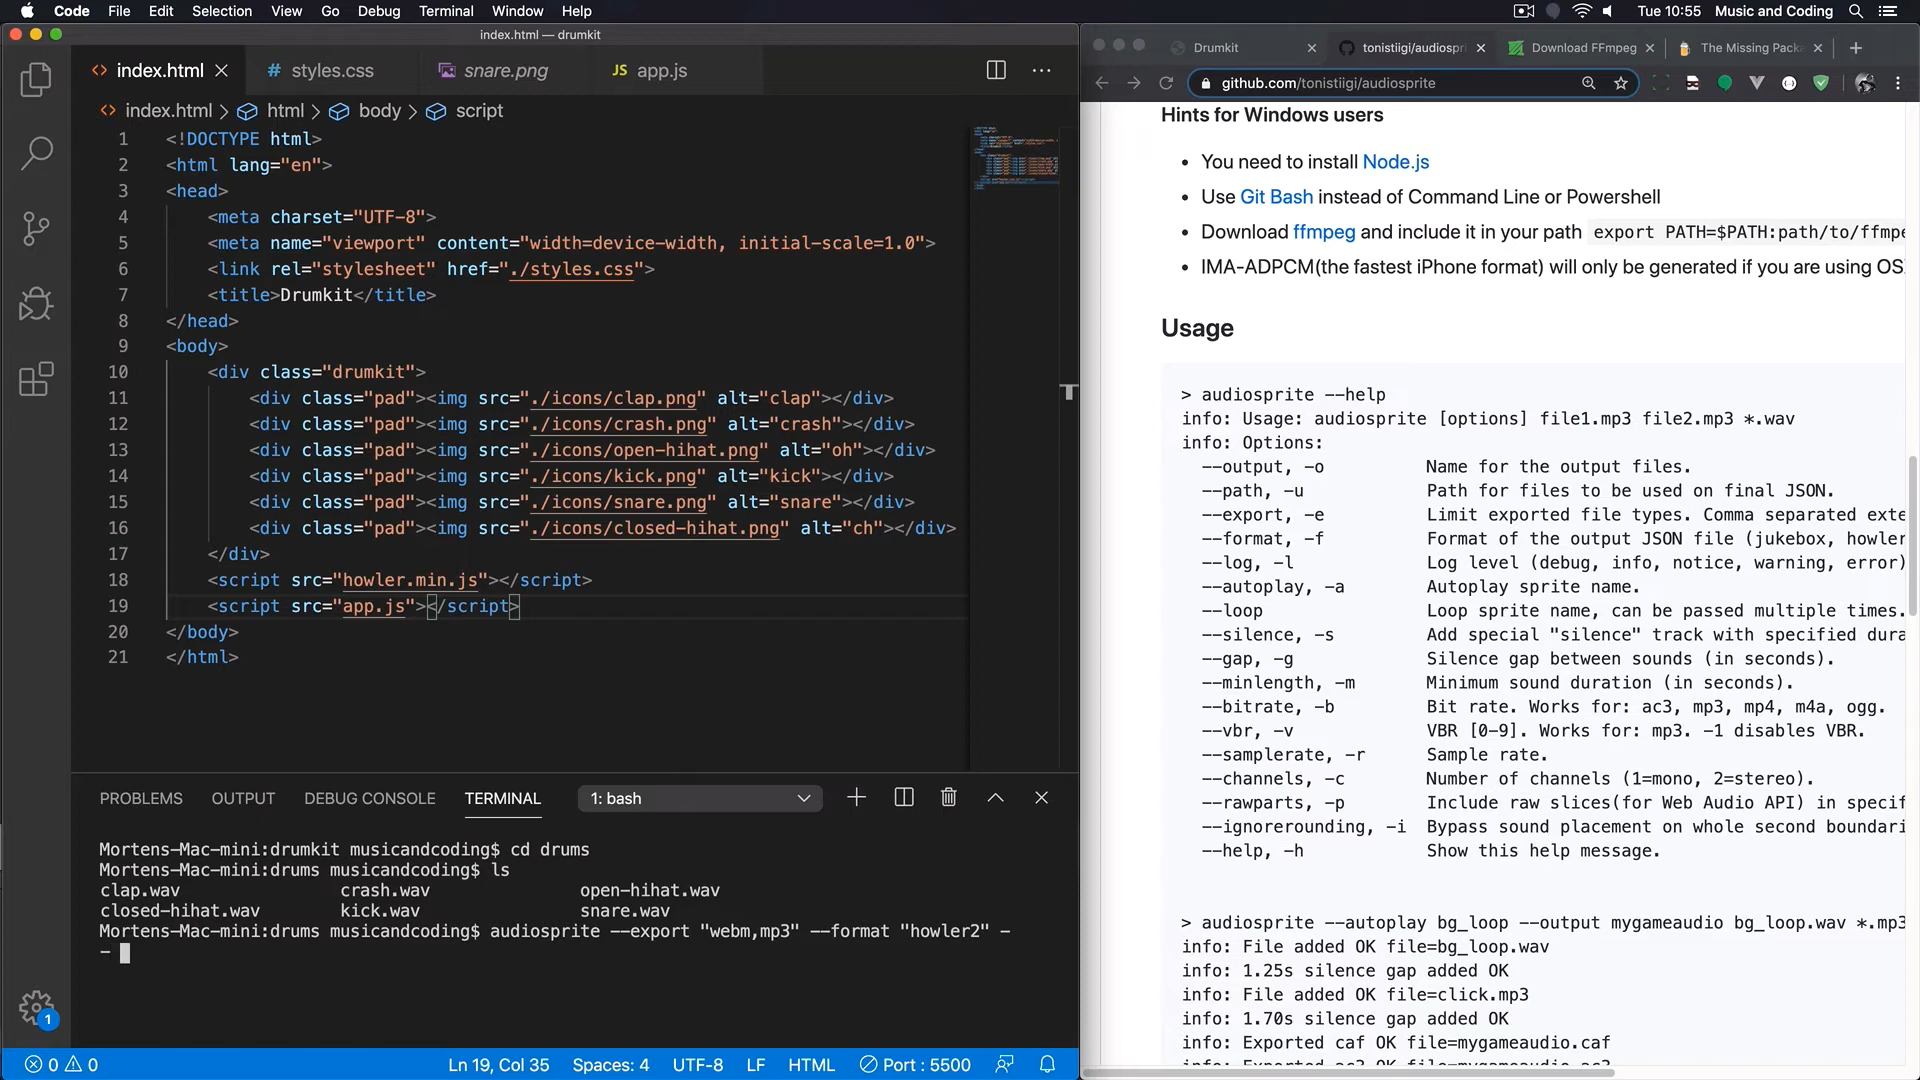 Code File Edit Selection View Go Debug Terminal Window Help
Tue 10:55 Music and Coding
index.html — drumkit
index.html
styles.css
snare.png
JS app.js
index.html > html > body > script
1 <!DOCTYPE html>
2 <html lang="en">
3 <head>
4 <meta charset="UTF-8">
5 <meta name="viewport" content="width=device-width, initial-scale=1.0">
6 <link rel="stylesheet" href="./styles.css">
7 <title>Drumkit</title>
8 </head>
9 <body>
10 <div class="drumkit">
11 <div class="pad"><img src="./icons/clap.png" alt="clap"></div>
12 <div class="pad"><img src="./icons/crash.png" alt="crash"></div>
13 <div class="pad"><img src="./icons/open-hihat.png" alt="oh"></div>
14 <div class="pad"><img src="./icons/kick.png" alt="kick"></div>
15 <div class="pad"><img src="./icons/snare.png" alt="snare"></div>
16 <div class="pad"><img src="./icons/closed-hihat.png" alt="ch"></div>
17 </div>
18 <script src="howler.min.js"></script>
19 <script src="app.js"></script>
20 </body>
21 </html>
PROBLEMS OUTPUT DEBUG CONSOLE TERMINAL 1: bash
Mortens-Mac-mini:drumkit musicandcoding$ cd drums
Mortens-Mac-mini:drums musicandcoding$ ls
clap.wav crash.wav open-hihat.wav
closed-hihat.wav kick.wav snare.wav
Mortens-Mac-mini:drums musicandcoding$ audiosprite --export "webm,mp3" --format "howler2" -
-
1
0 0
Ln 19, Col 35 Spaces: 4 UTF-8 LF HTML Port : 5500
Drumkit
tonistiigi/audiospri
Download FFmpeg
The Missing Packa
github.com/tonistiigi/audiosprite
Hints for Windows users
• You need to install Node.js
• Use Git Bash instead of Command Line or Powershell
• Download ffmpeg and include it in your path export PATH=$PATH:path/to/ffmpe
• IMA-ADPCM(the fastest iPhone format) will only be generated if you are using OS
Usage
> audiosprite --help
info: Usage: audiosprite [options] file1.mp3 file2.mp3 *.wav
info: Options:
--output, -o Name for the output files.
--path, -u Path for files to be used on final JSON.
--export, -e Limit exported file types. Comma separated exte
--format, -f Format of the output JSON file (jukebox, howler
--log, -l Log level (debug, info, notice, warning, error)
--autoplay, -a Autoplay sprite name.
--loop Loop sprite name, can be passed multiple times.
--silence, -s Add special "silence" track with specified dura
--gap, -g Silence gap between sounds (in seconds).
--minlength, -m Minimum sound duration (in seconds).
--bitrate, -b Bit rate. Works for: ac3, mp3, mp4, m4a, ogg.
--vbr, -v VBR [0-9]. Works for: mp3. -1 disables VBR.
--samplerate, -r Sample rate.
--channels, -c Number of channels (1=mono, 2=stereo).
--rawparts, -p Include raw slices(for Web Audio API) in specif
--ignorerounding, -i Bypass sound placement on whole second boundari
--help, -h Show this help message.
> audiosprite --autoplay bg_loop --output mygameaudio bg_loop.wav *.mp3
info: File added OK file=bg_loop.wav
info: 1.25s silence gap added OK
info: File added OK file=click.mp3
info: 1.70s silence gap added OK
info: Exported caf OK file=mygameaudio.caf
info: Exported ac3 OK file=mygameaudio.ac3